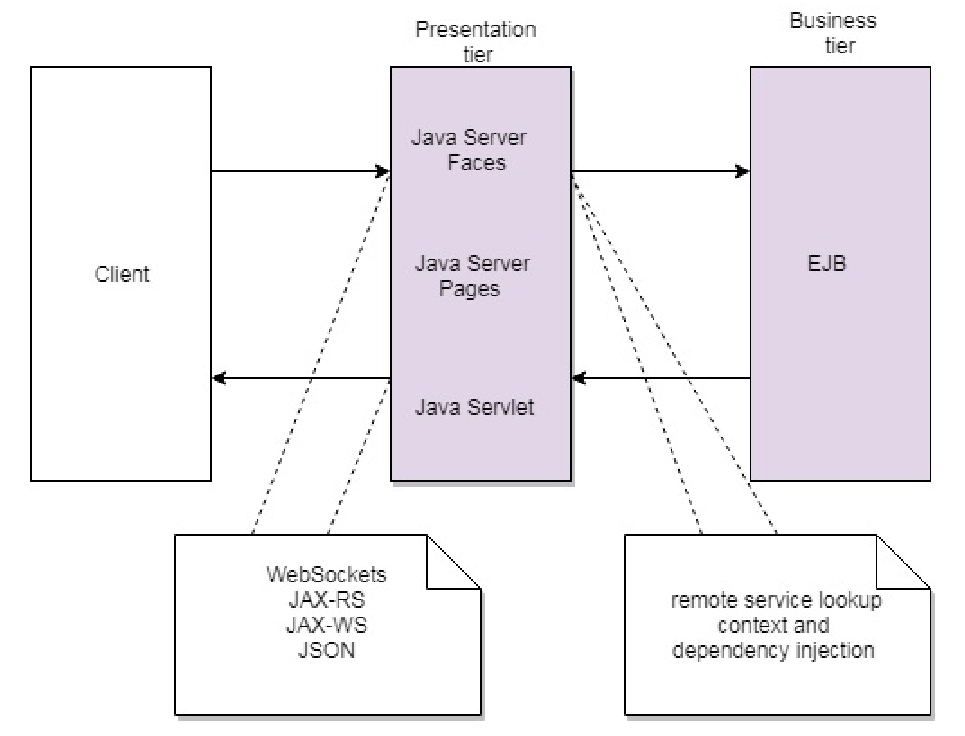 Presentation
tier
Business
tier
Client
Java Server
Faces
Java Server
Pages
Java Servlet
EJB
WebSockets
JAX-RS
JAX-WS
JSON
remote service lookup
context and
dependency injection